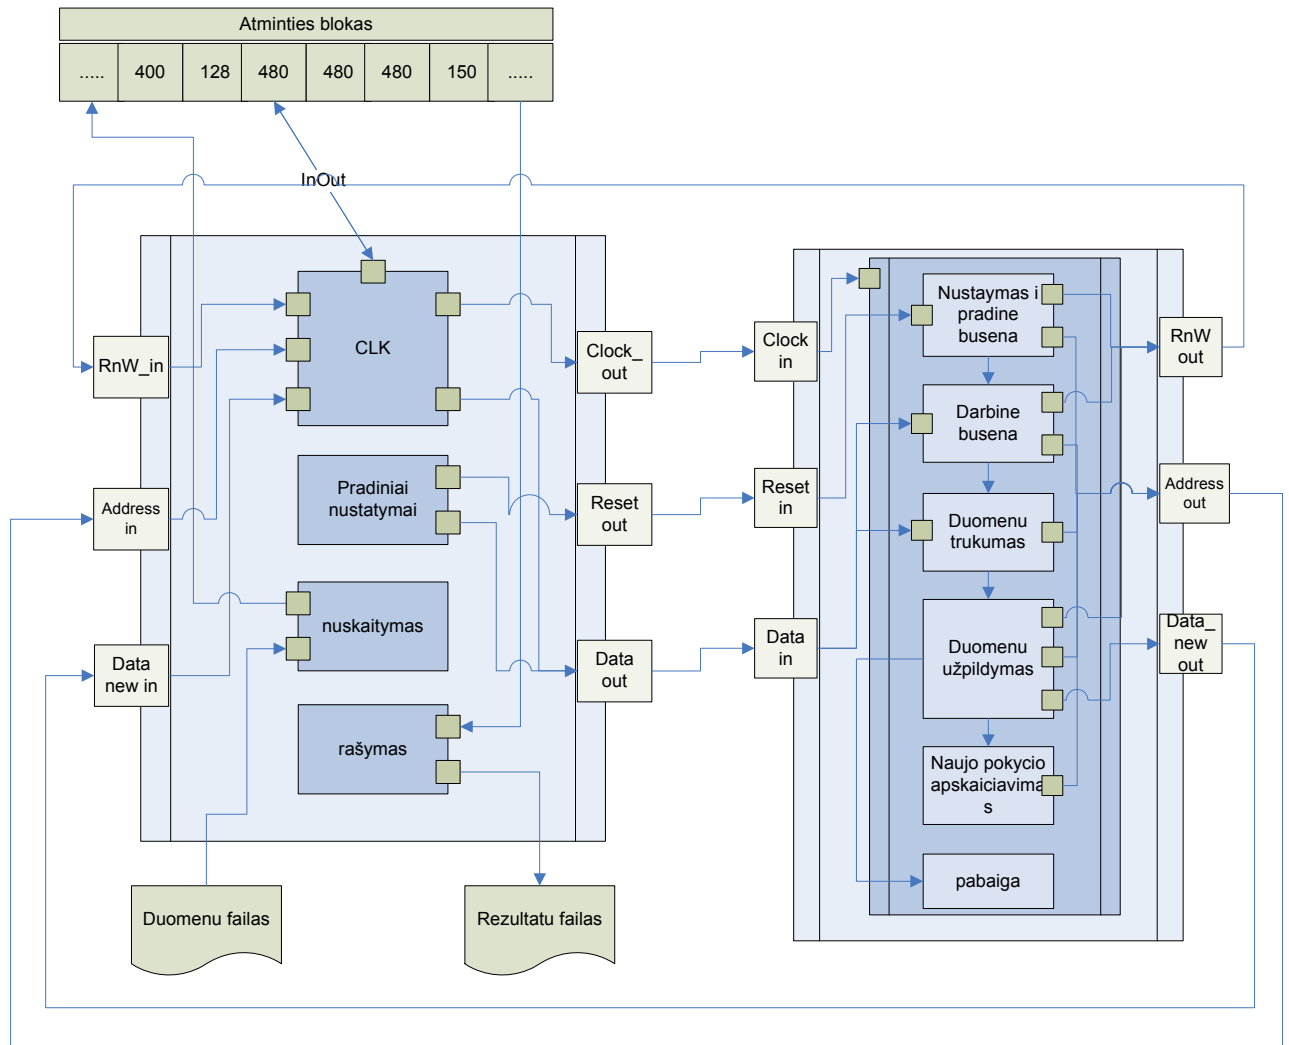 Atminties blokas
..... 400 128 480 480 480 150 .....
InOut
RnW_in
Address
in
Data
new in
CLK
Pradiniai
nustatymai
nuskaitymas
rašymas
Clock_
out
Reset
out
Data
out
Duomenu failas
Rezultatu failas
Clock
in
Reset
in
Data
in
Nustaymas i
pradine
busena
Darbine
busena
Duomenu
trukumas
Duomenu
užpildymas
Naujo pokycio
apskaiciavima
s
pabaiga
RnW
out
Address
out
Data_
new
out